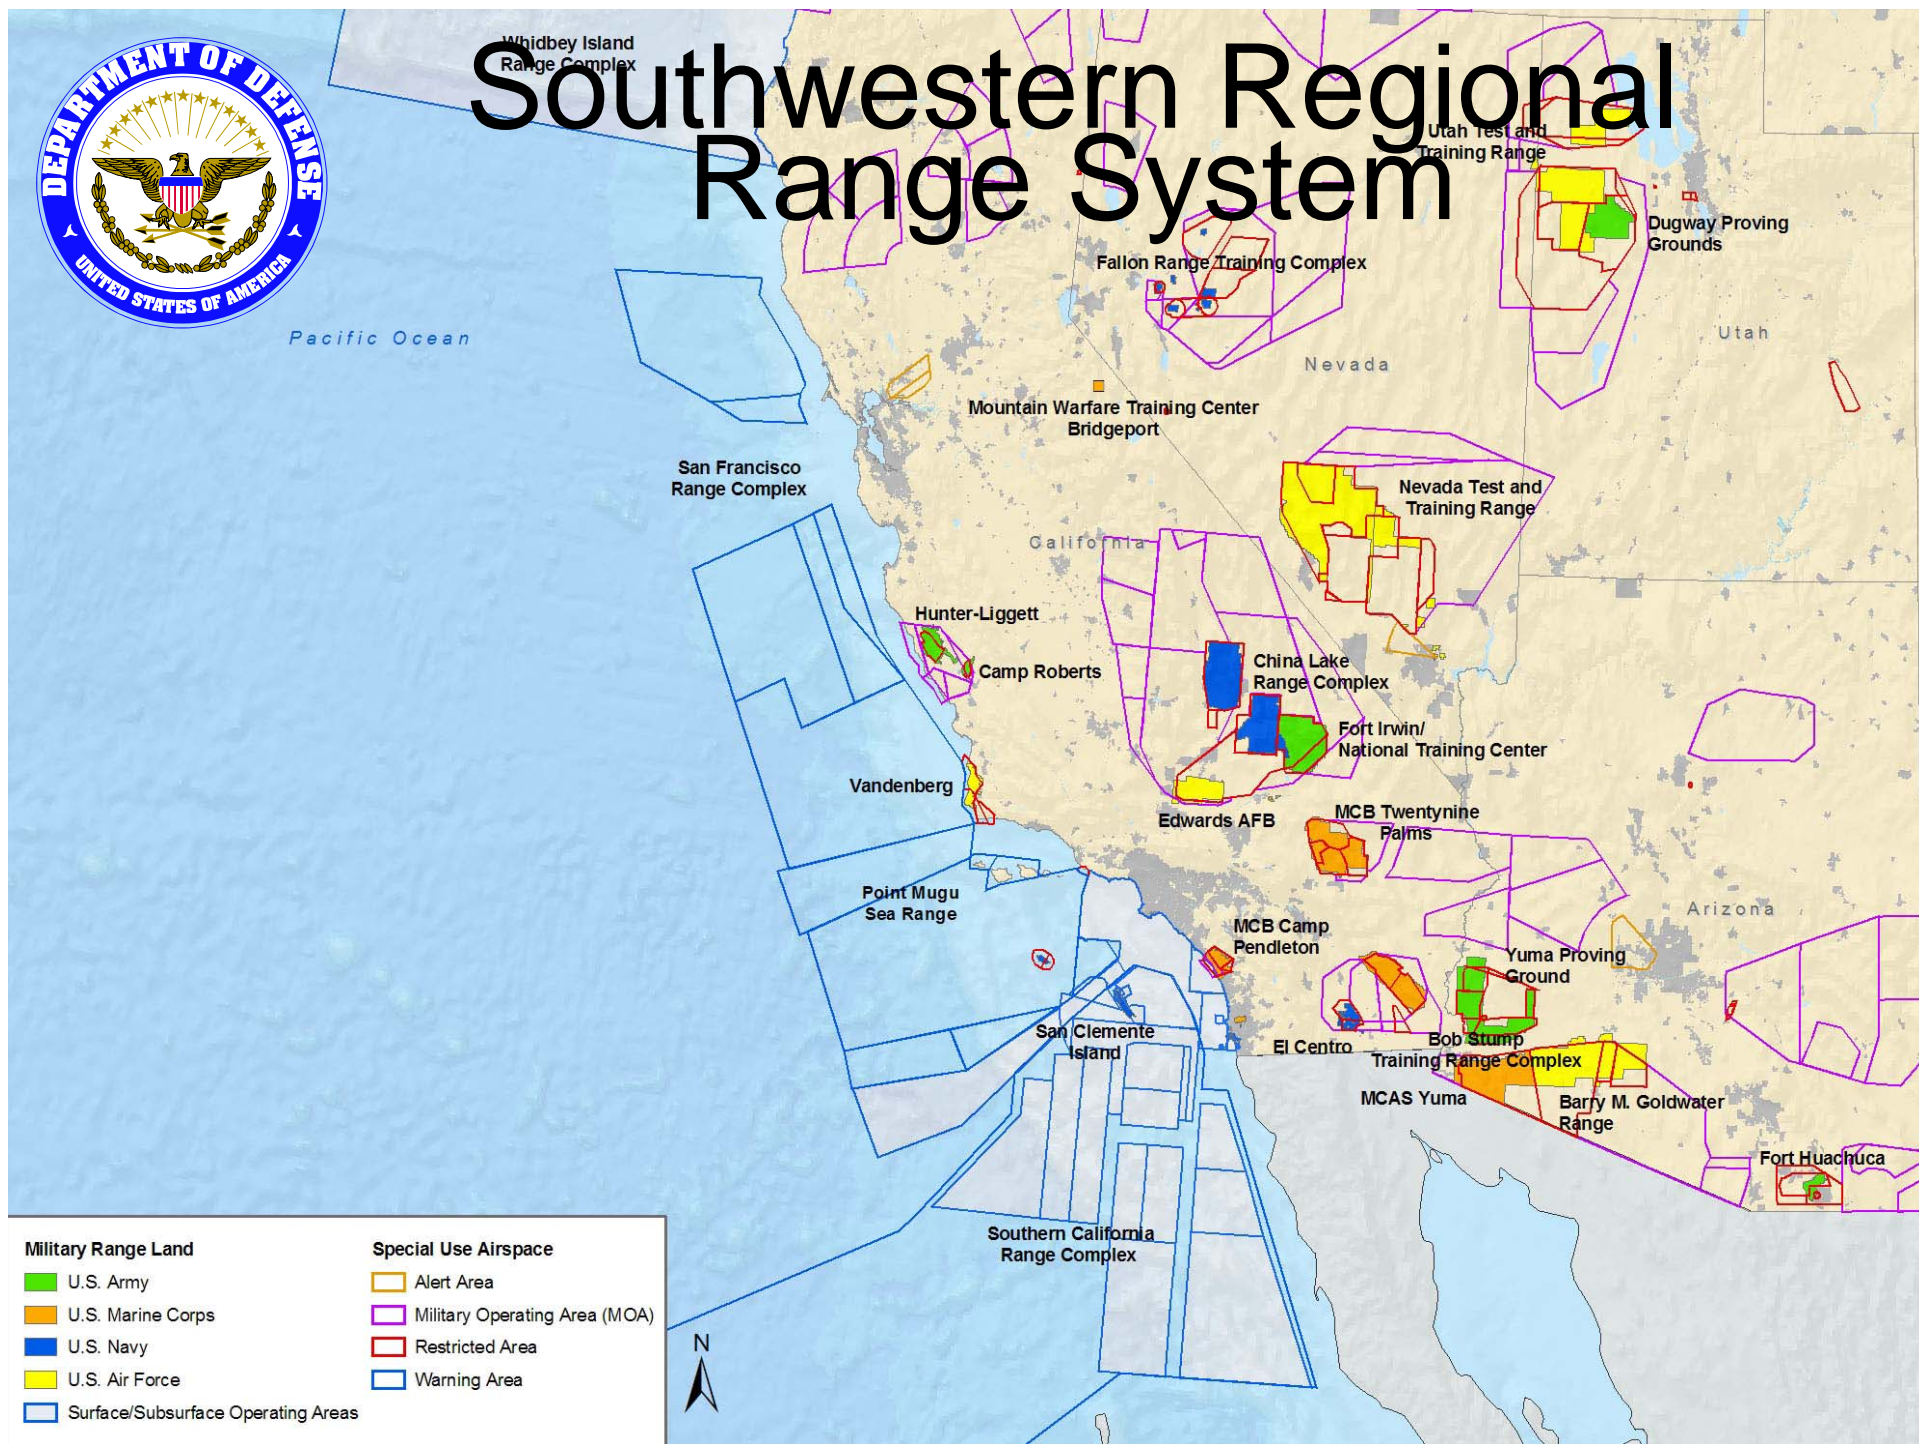 Southwestern Regional
Range System
DEPARTMENT OF DEFENSE
UNITED STATES OF AMERICA
Whidbey Island
Range Complex
Utah Test and
Training Range
Dugway Proving
Grounds
Fallon Range Training Complex
Pacific Ocean
Utah
Nevada
Mountain Warfare Training Center
Bridgeport
San Francisco
Range Complex
Nevada Test and
Training Range
California
Hunter-Liggett
Camp Roberts
China Lake
Range Complex
Fort Irwin/
National Training Center
Vandenberg
Edwards AFB
MCB Twentynine
Palms
Point Mugu
Sea Range
Arizona
MCB Camp
Pendleton
Yuma Proving
Ground
San Clemente
Island
El Centro
Bob Stump
Training Range Complex
MCAS Yuma
Barry M. Goldwater
Range
Fort Huachuca
Southern California
Range Complex
Military Range Land
U.S. Army
U.S. Marine Corps
U.S. Navy
U.S. Air Force
Surface/Subsurface Operating Areas
Special Use Airspace
Alert Area
Military Operating Area (MOA)
Restricted Area
Warning Area
N